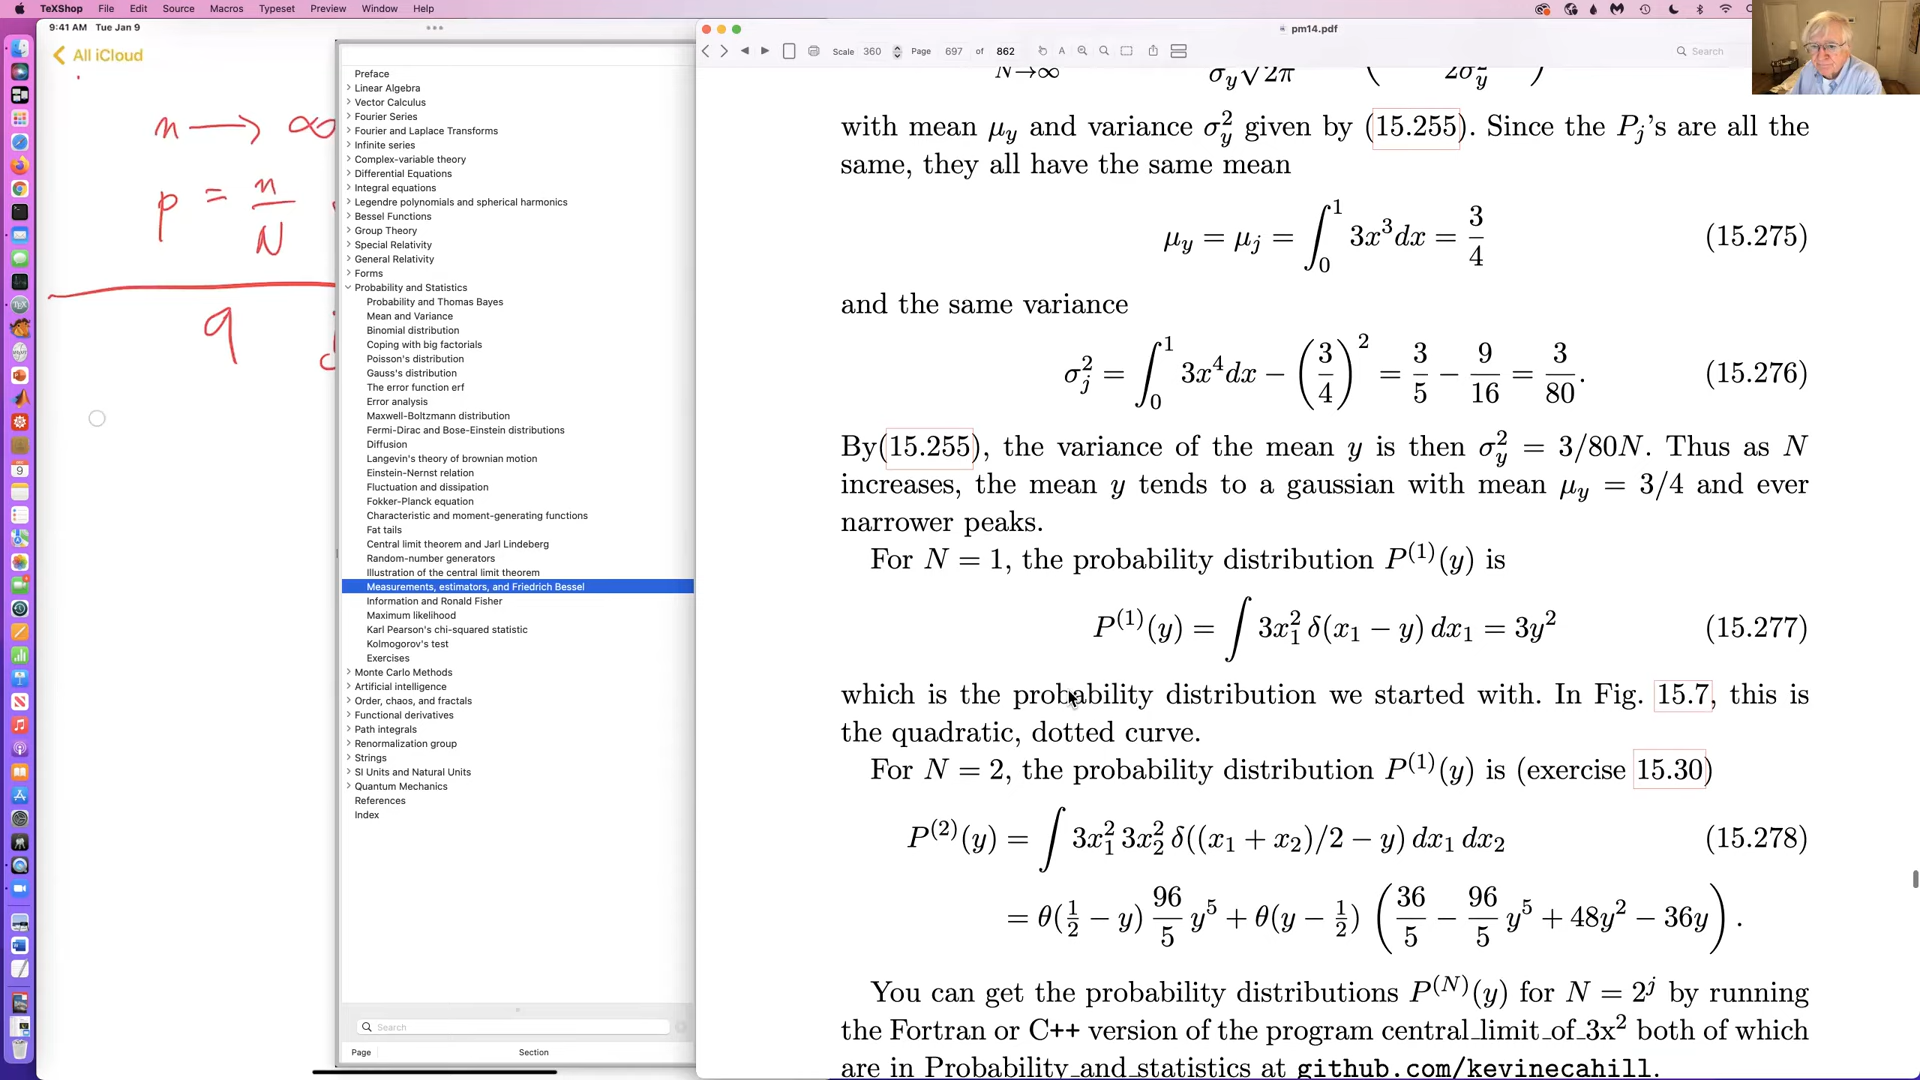 TeXShop File Edit Source Macros Typeset Preview Window Help
9:41 AM Tue Jan 9
All iCloud
n → ∞
p = n/N
9
Preface
Linear Algebra
Vector Calculus
Fourier Series
Fourier and Laplace Transforms
Infinite series
Complex-variable theory
Differential Equations
Integral equations
Legendre polynomials and spherical harmonics
Bessel Functions
Group Theory
Special Relativity
General Relativity
Forms
Probability and Statistics
Probability and Thomas Bayes
Mean and Variance
Binomial distribution
Coping with big factorials
Poisson's distribution
Gauss's distribution
The error function erf
Error analysis
Maxwell-Boltzmann distribution
Fermi-Dirac and Bose-Einstein distributions
Diffusion
Langevin's theory of brownian motion
Einstein-Nernst relation
Fluctuation and dissipation
Fokker-Planck equation
Characteristic and moment-generating functions
Fat tails
Central limit theorem and Jarl Lindeberg
Random-number generators
Illustration of the central limit theorem
Measurements, estimators, and Friedrich Bessel
Information and Ronald Fisher
Maximum likelihood
Karl Pearson's chi-squared statistic
Kolmogorov's test
Exercises
Monte Carlo Methods
Artificial intelligence
Order, chaos, and fractals
Functional derivatives
Path integrals
Renormalization group
Strings
SI Units and Natural Units
Quantum Mechanics
References
Index
Search
Page Section
pm14.pdf
Scale 360 Page 697 of 862 Search
N→∞ σ_y√2π ( 2σ_y^2 )
with mean μ_y and variance σ_y^2 given by (15.255). Since the P_j's are all the
same, they all have the same mean
μ_y = μ_j = ∫_0^1 3x^3 dx = 3/4 (15.275)
and the same variance
σ_j^2 = ∫_0^1 3x^4 dx − (3/4)^2 = 3/5 − 9/16 = 3/80. (15.276)
By(15.255), the variance of the mean y is then σ_y^2 = 3/80N. Thus as N
increases, the mean y tends to a gaussian with mean μ_y = 3/4 and ever
narrower peaks.
For N = 1, the probability distribution P^(1)(y) is
P^(1)(y) = ∫ 3x_1^2 δ(x_1 − y) dx_1 = 3y^2 (15.277)
which is the probability distribution we started with. In Fig. 15.7, this is
the quadratic, dotted curve.
For N = 2, the probability distribution P^(1)(y) is (exercise 15.30)
P^(2)(y) = ∫ 3x_1^2 3x_2^2 δ((x_1 + x_2)/2 − y) dx_1 dx_2 (15.278)
= θ(1/2 − y) 96/5 y^5 + θ(y − 1/2) (36/5 − 96/5 y^5 + 48y^2 − 36y).
You can get the probability distributions P^(N)(y) for N = 2^j by running
the Fortran or C++ version of the program central_limit_of_3x^2 both of which
are in Probability_and_statistics at github.com/kevinecahill.